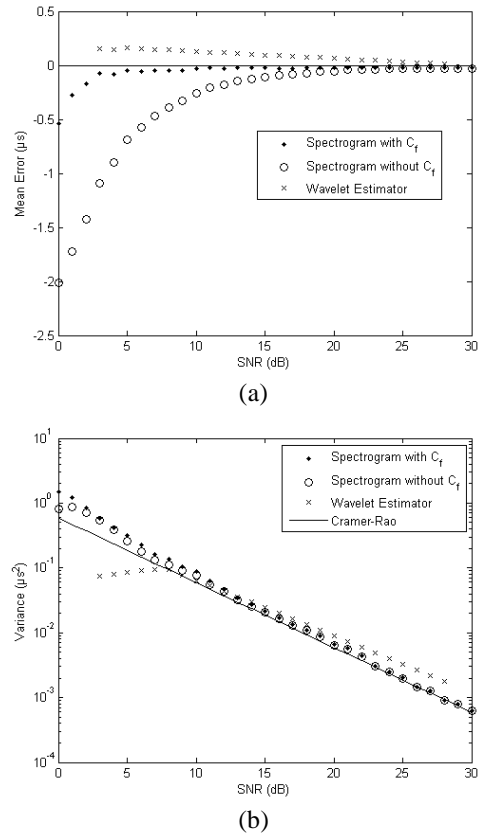 0.5
0
-0.5
-1
-1.5
-2
-2.5
Mean Error (µs)
Spectrogram with C_f
Spectrogram without C_f
Wavelet Estimator
0 5 10 15 20 25 30
SNR (dB)
(a)
10^1
10^0
10^-1
10^-2
10^-3
10^-4
Variance (µs^2)
Spectrogram with C_f
Spectrogram without C_f
Wavelet Estimator
Cramer-Rao
0 5 10 15 20 25 30
SNR (dB)
(b)